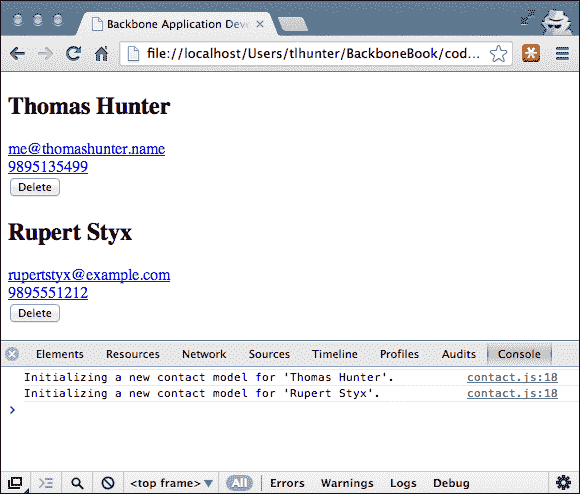 Backbone Application Deve
file://localhost/Users/tlhunter/BackboneBook/cod...
Thomas Hunter
me@thomashunter.name
9895135499
Delete
Rupert Styx
rupertstyx@example.com
9895551212
Delete
Elements Resources Network Sources Timeline Profiles Audits Console
Initializing a new contact model for 'Thomas Hunter'. contact.js:18
Initializing a new contact model for 'Rupert Styx'. contact.js:18
>
<top frame> All Errors Warnings Logs Debug